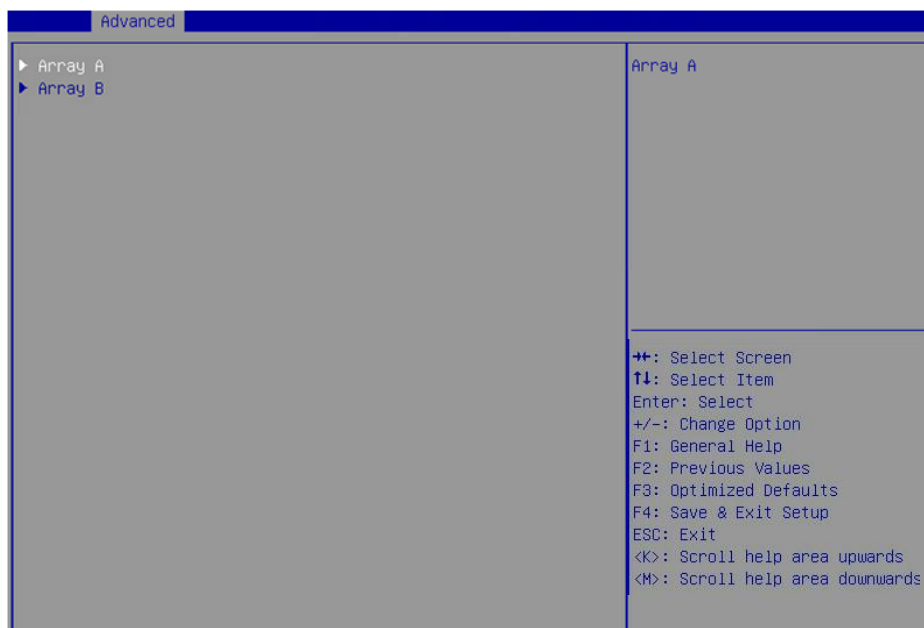 Advanced
Array A
Array B
Array A
→←: Select Screen
↑↓: Select Item
Enter: Select
+/-: Change Option
F1: General Help
F2: Previous Values
F3: Optimized Defaults
F4: Save & Exit Setup
ESC: Exit
<K>: Scroll help area upwards
<M>: Scroll help area downwards